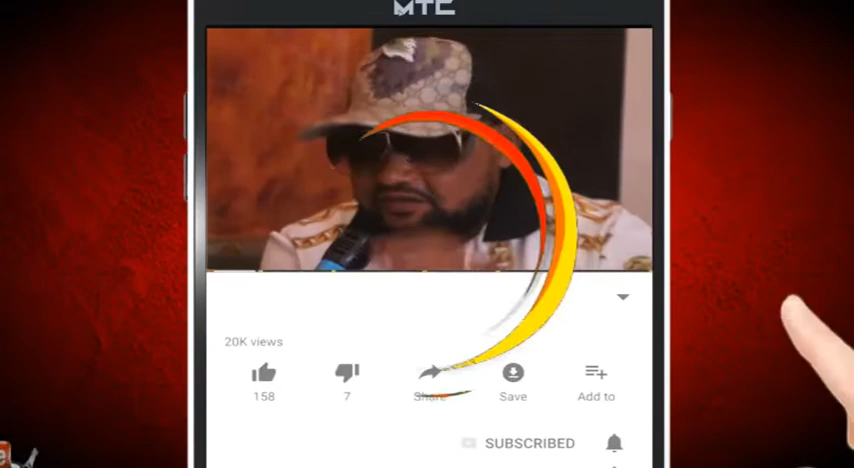 MTC
20K views
158
7
Share
Save
Add to
SUBSCRIBED